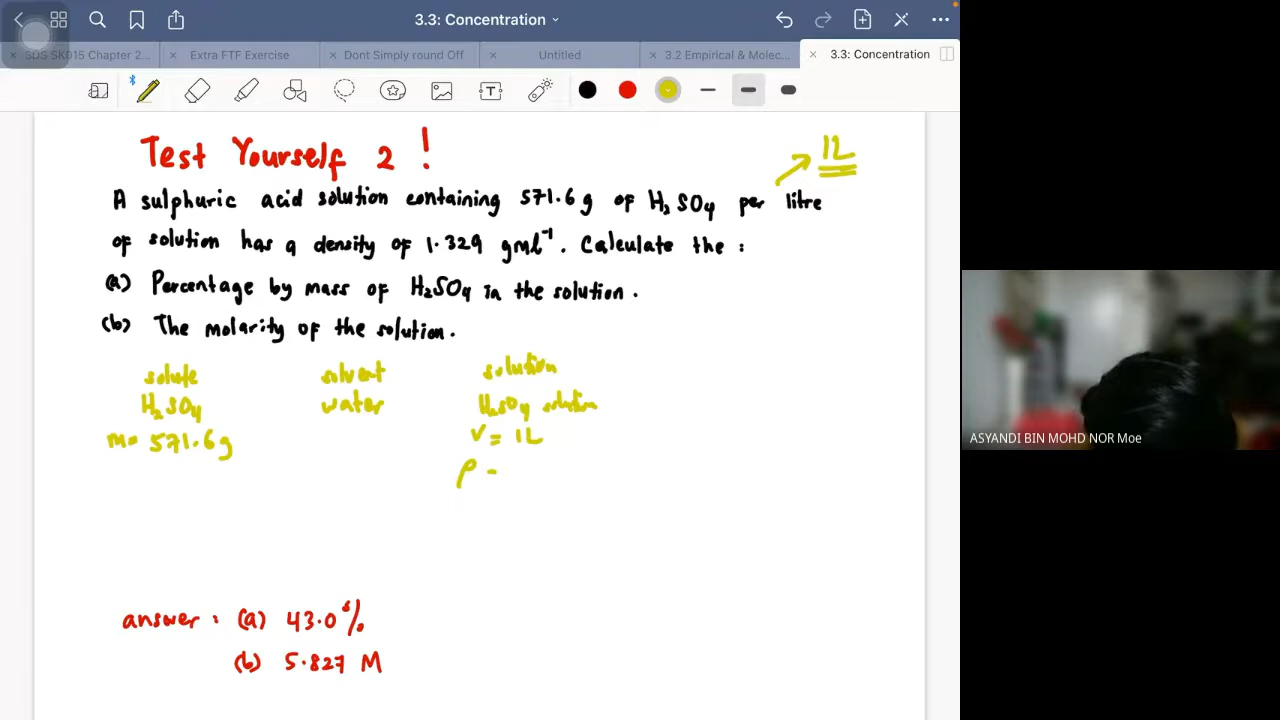 3.3: Concentration
SDS SK015 Chapter 2...
Extra FTF Exercise
Dont Simply round Off
Untitled
3.2 Empirical & Molec...
3.3: Concentration
Test Yourself 2 !
1L
A sulphuric acid solution containing 571.6g of H₂SO₄ per litre
of solution has a density of 1.329 gml⁻¹. Calculate the :
(a) Percentage by mass of H₂SO₄ in the solution.
(b) The molarity of the solution.
solute solvent solution
H₂SO₄ water H₂SO₄ solution
m= 571.6g V = 1L
ρ -
answer : (a) 43.0%
(b) 5.827 M
ASYANDI BIN MOHD NOR Moe